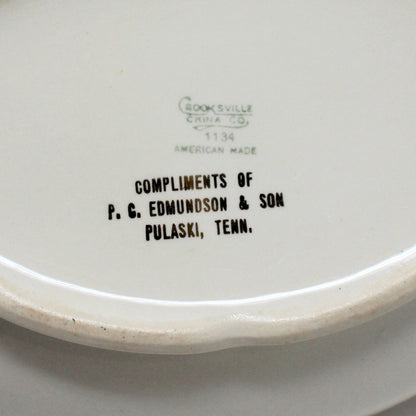 CROOKSVILLE
CHINA CO.
1134
AMERICAN MADE
COMPLIMENTS OF
P. C. EDMUNDSON & SON
PULASKI, TENN.